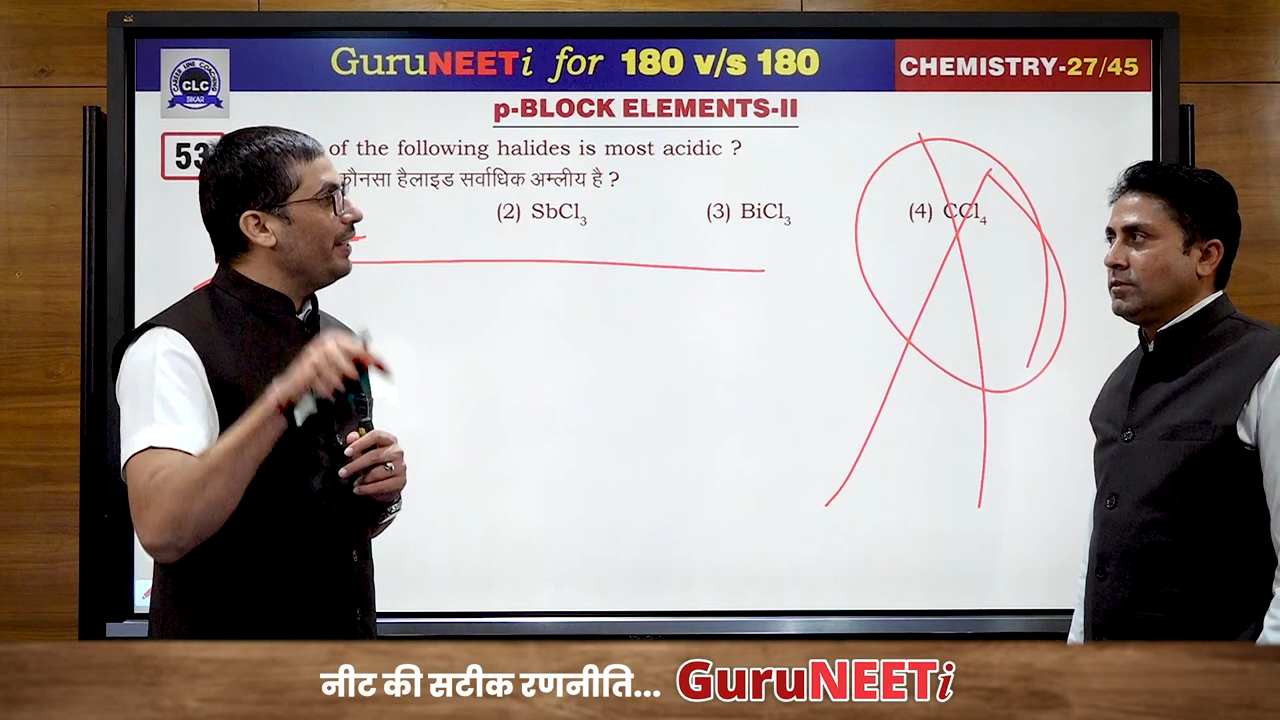 GuruNEETi for 180 v/s 180
CHEMISTRY-27/45
CAREER LINE COACHING
CLC
SIKAR
p-BLOCK ELEMENTS-II
53
of the following halides is most acidic ?
कौनसा हैलाइड सर्वाधिक अम्लीय है ?
(2) SbCl₃ (3) BiCl₃ (4) CCl₄
नीट की सटीक रणनीति... GuruNEETi